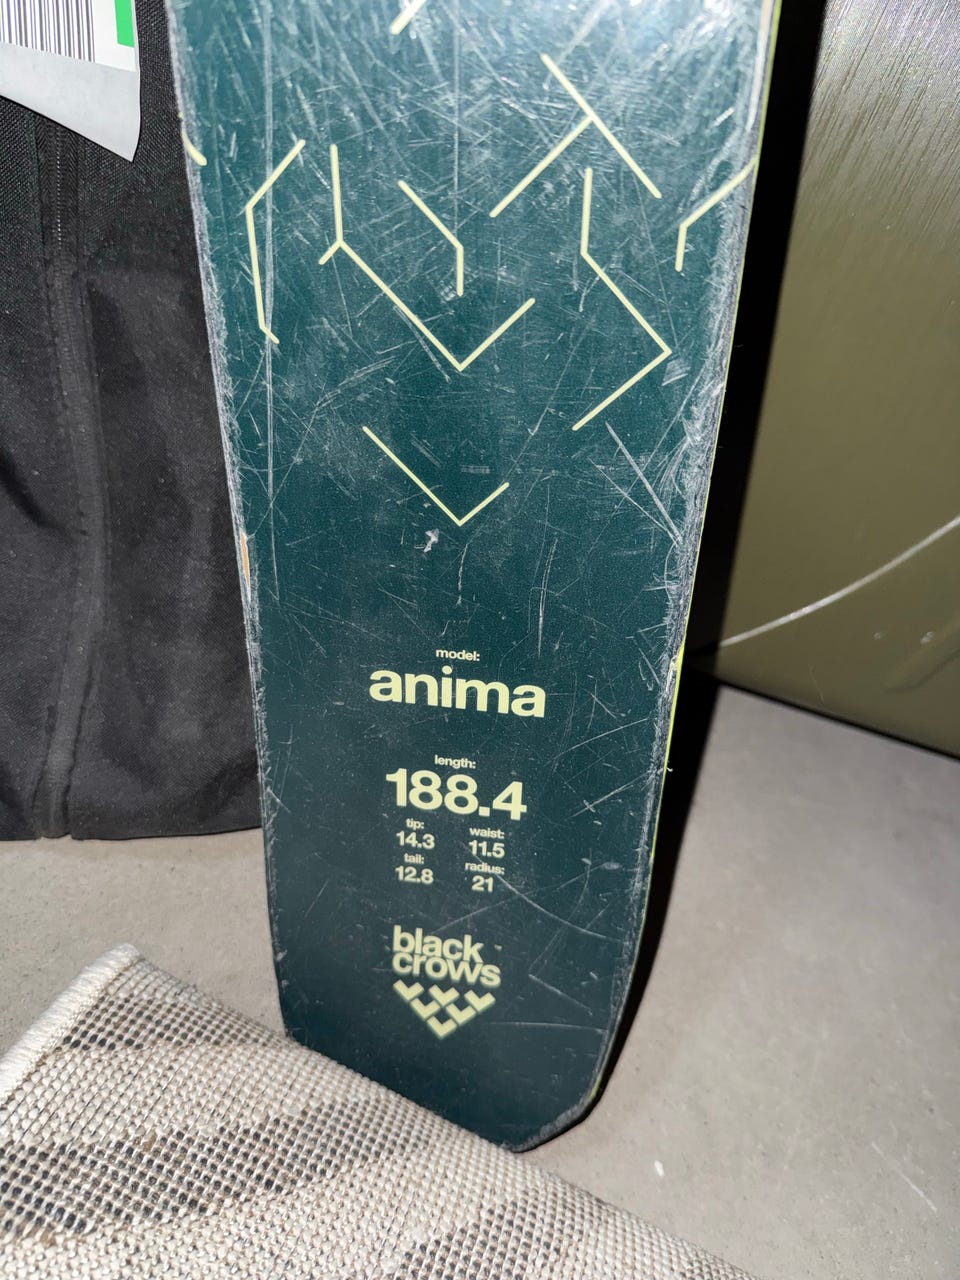 model:
anima
length:
188.4
tip: waist:
14.3 11.5
tail: radius:
12.8 21
black
crows